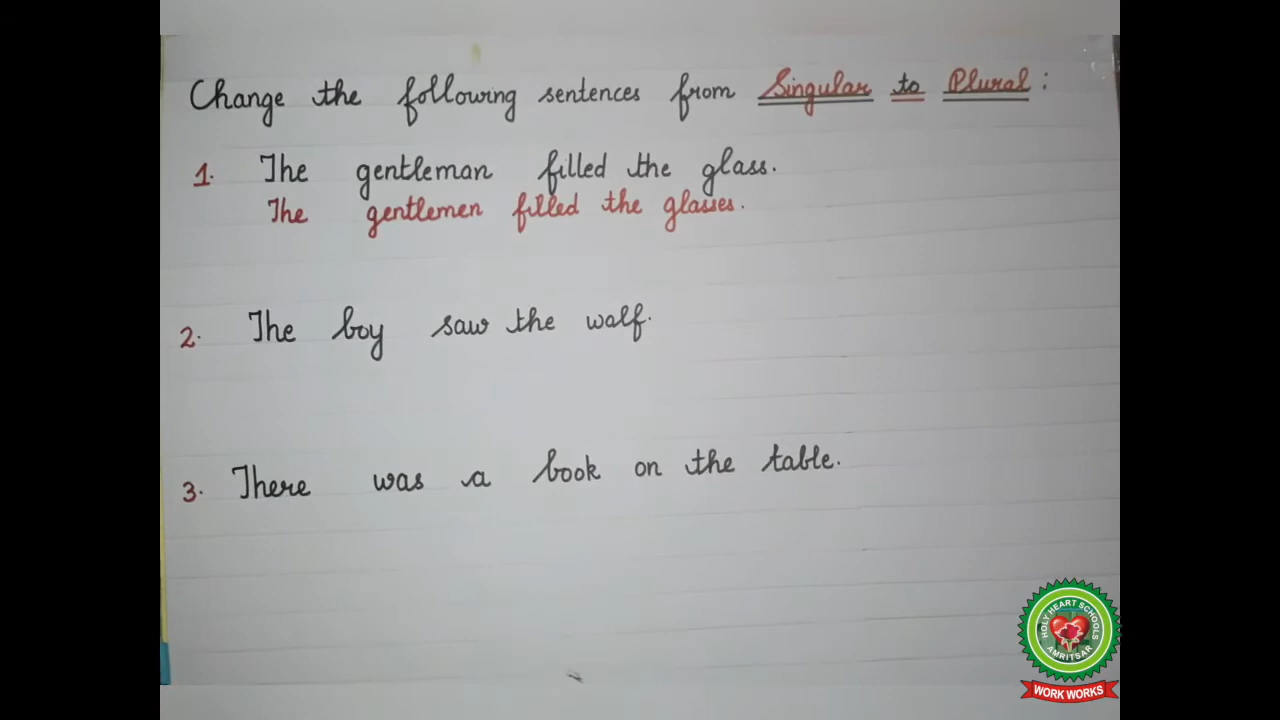 Change the following sentences from Singular to Plural:
1. The gentleman filled the glass.
The gentlemen filled the glasses.
2. The boy saw the walf.
3. There was a book on the table.
HOLY HEART SCHOOLS
AMRITSAR
WORK WORKS